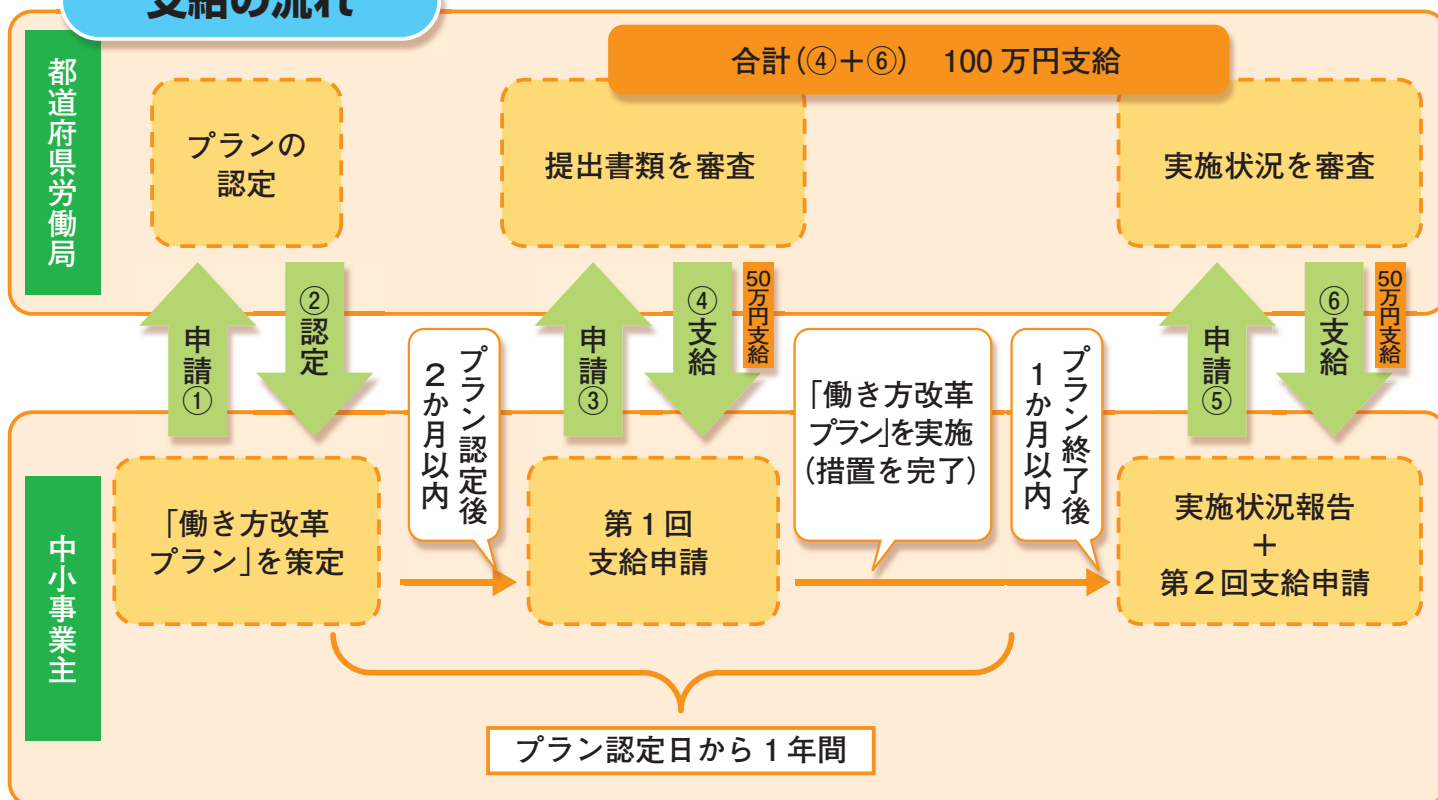 支給の流れ
都道府県労働局
合計(④＋⑥)　100 万円支給
プランの
認定
提出書類を審査
実施状況を審査
申請①
②認定
申請③
④支給
50万円支給
申請⑤
⑥支給
50万円支給
プラン認定後
２か月以内
「働き方改革
プラン」を実施
(措置を完了)
プラン終了後
１か月以内
中小事業主
「働き方改革
プラン」を策定
第１回
支給申請
実施状況報告
＋
第２回支給申請
プラン認定日から１年間